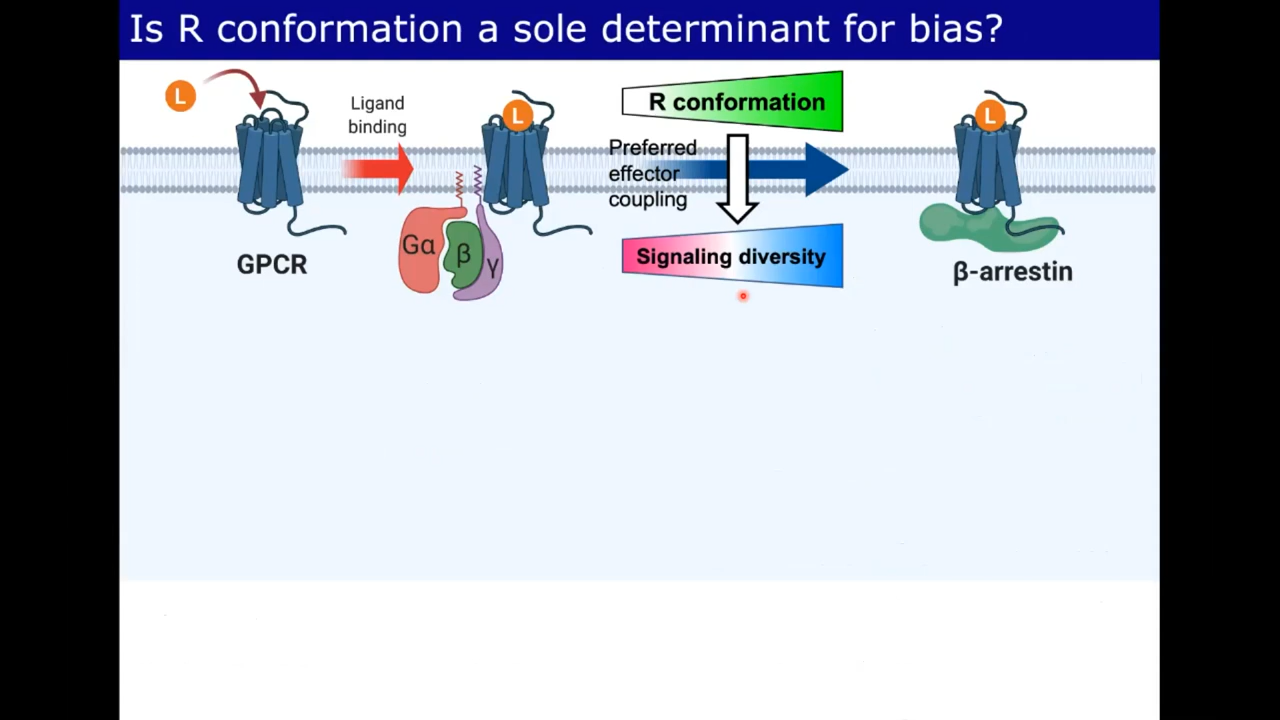 Is R conformation a sole determinant for bias?
L
Ligand
binding
GPCR
L
Gα
β
γ
R conformation
Preferred
effector
coupling
Signaling diversity
L
β-arrestin